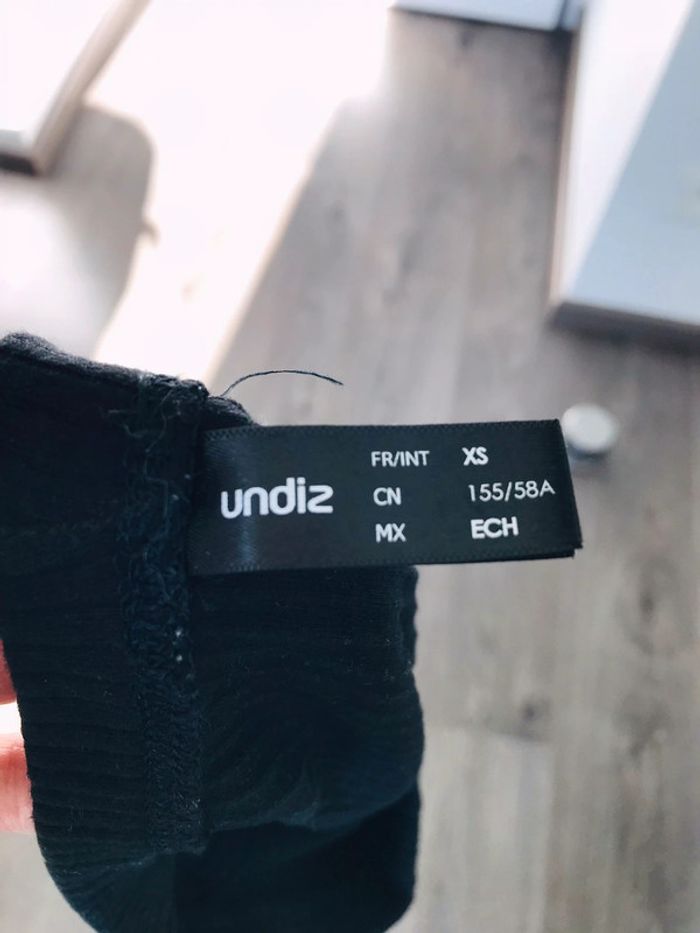 undiz
FR/INT XS
CN 155/58A
MX ECH